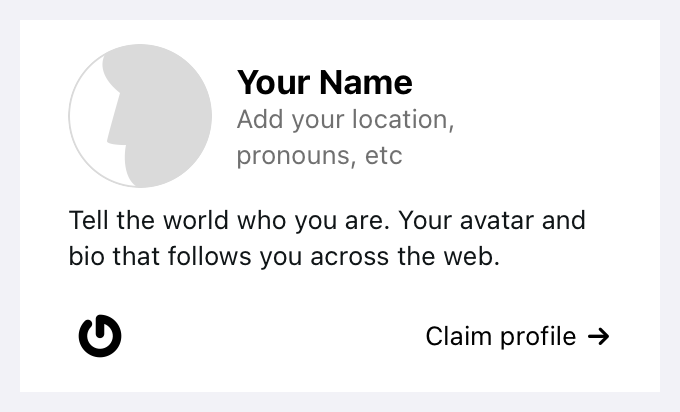 Your Name
Add your location,
pronouns, etc
Tell the world who you are. Your avatar and
bio that follows you across the web.
Claim profile →